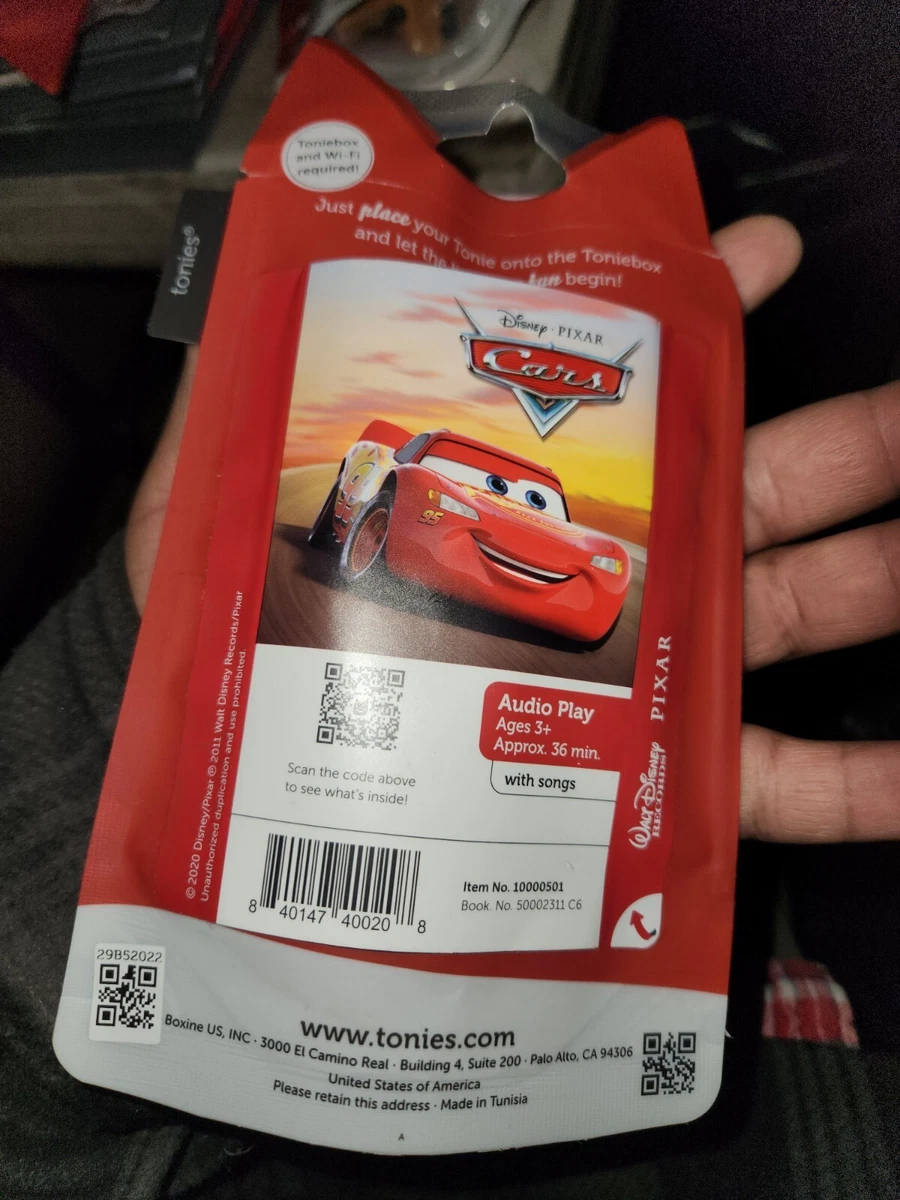 Toniebox
and Wi-Fi
required!
tonies®
Just place your Tonie onto the Toniebox
and let the fun begin!
Disney · PIXAR
Cars
95
Audio Play
Ages 3+
Approx. 36 min.
with songs
Scan the code above
to see what's inside!
© 2020 Disney/Pixar ℗ 2011 Walt Disney Records/Pixar
Unauthorized duplication and use prohibited.
WALT DISNEY RECORDS PIXAR
8 40147 40020 8
Item No. 10000501
Book. No. 50002311 C6
29B52022
www.tonies.com
Boxine US, INC · 3000 El Camino Real · Building 4, Suite 200 · Palo Alto, CA 94306
United States of America
Please retain this address · Made in Tunisia
A